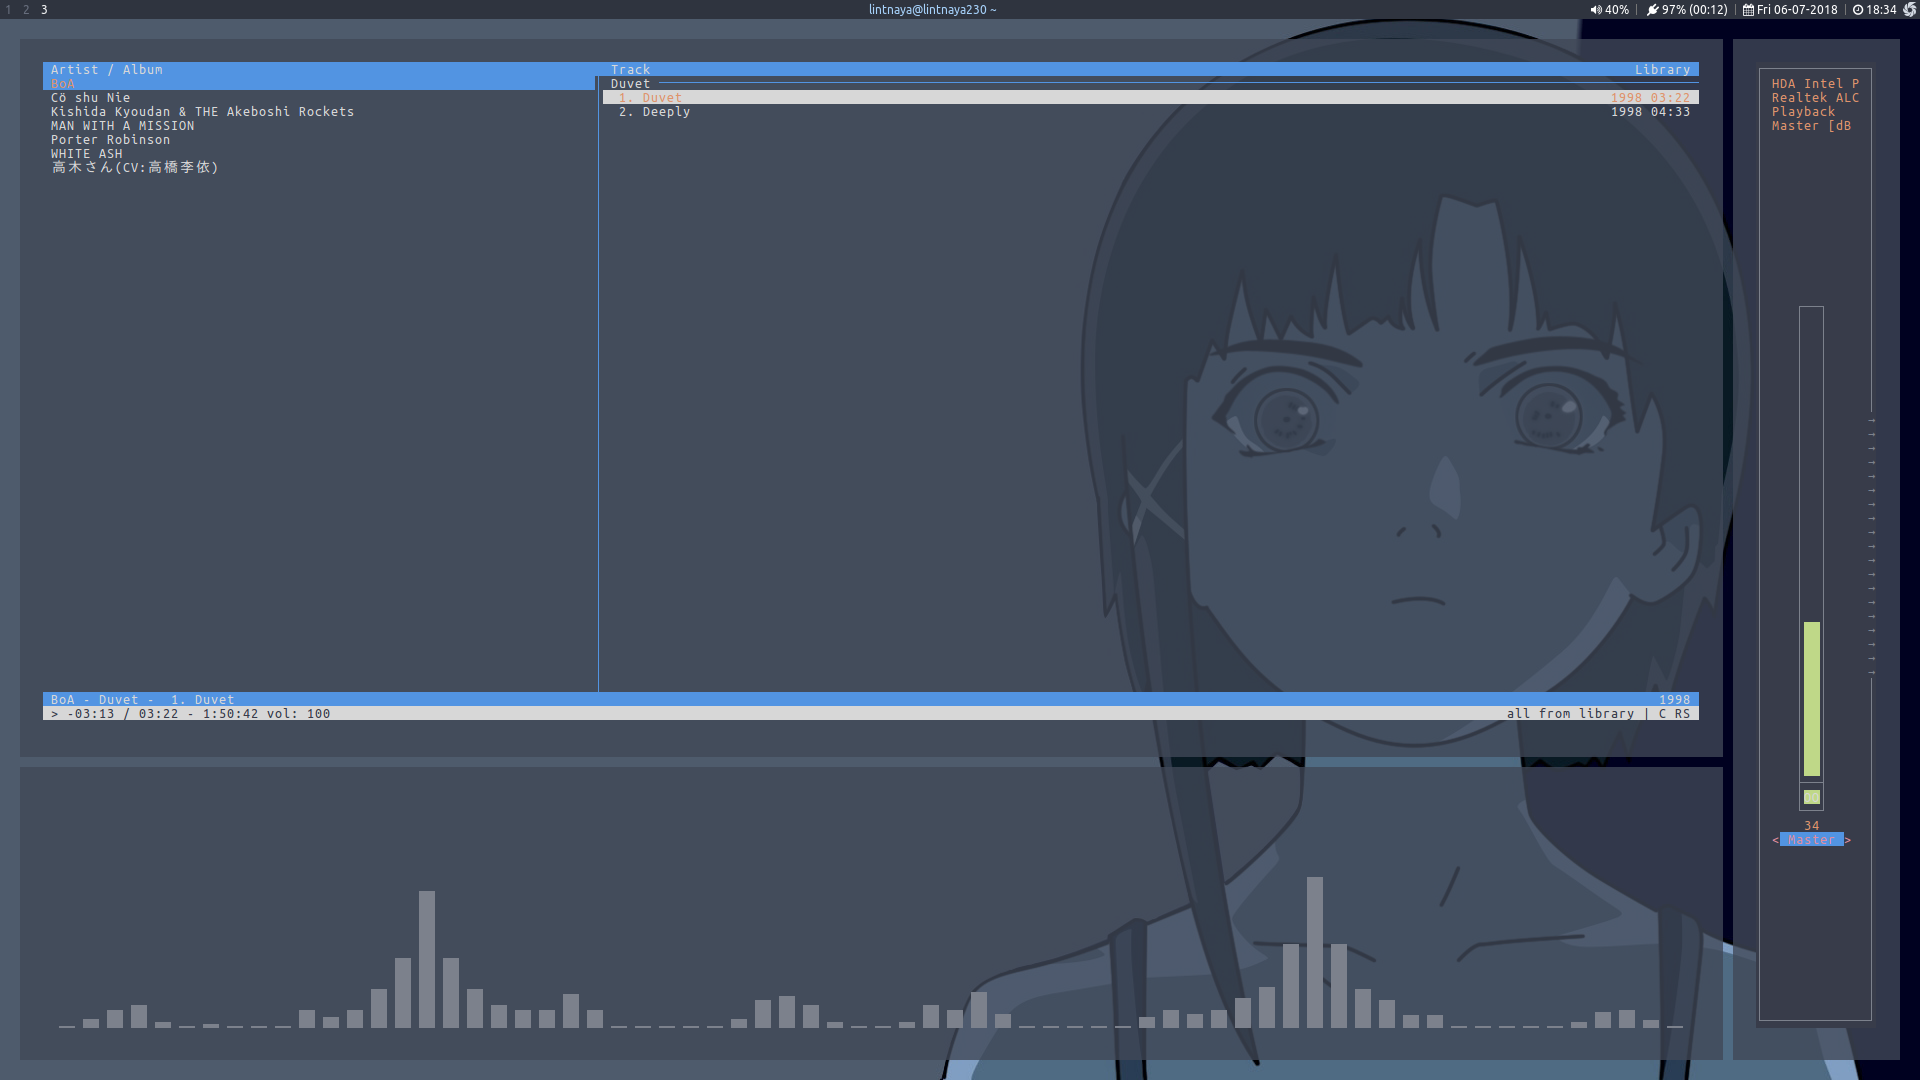 1 2 3
lintnaya@lintnaya230 ~
40% | 97% (00:12) | Fri 06-07-2018 | 18:34
Artist / Album
BoA
Cö shu Nie
Kishida Kyoudan & THE Akeboshi Rockets
MAN WITH A MISSION
Porter Robinson
WHITE ASH
高木さん(CV:高橋李依)
Track Library
Duvet
1. Duvet 1998 03:22
2. Deeply 1998 04:33
BoA - Duvet - 1. Duvet 1998
> -03:13 / 03:22 - 1:50:42 vol: 100 all from library | C RS
HDA Intel P
Realtek ALC
Playback
Master [dB
34
< Master >